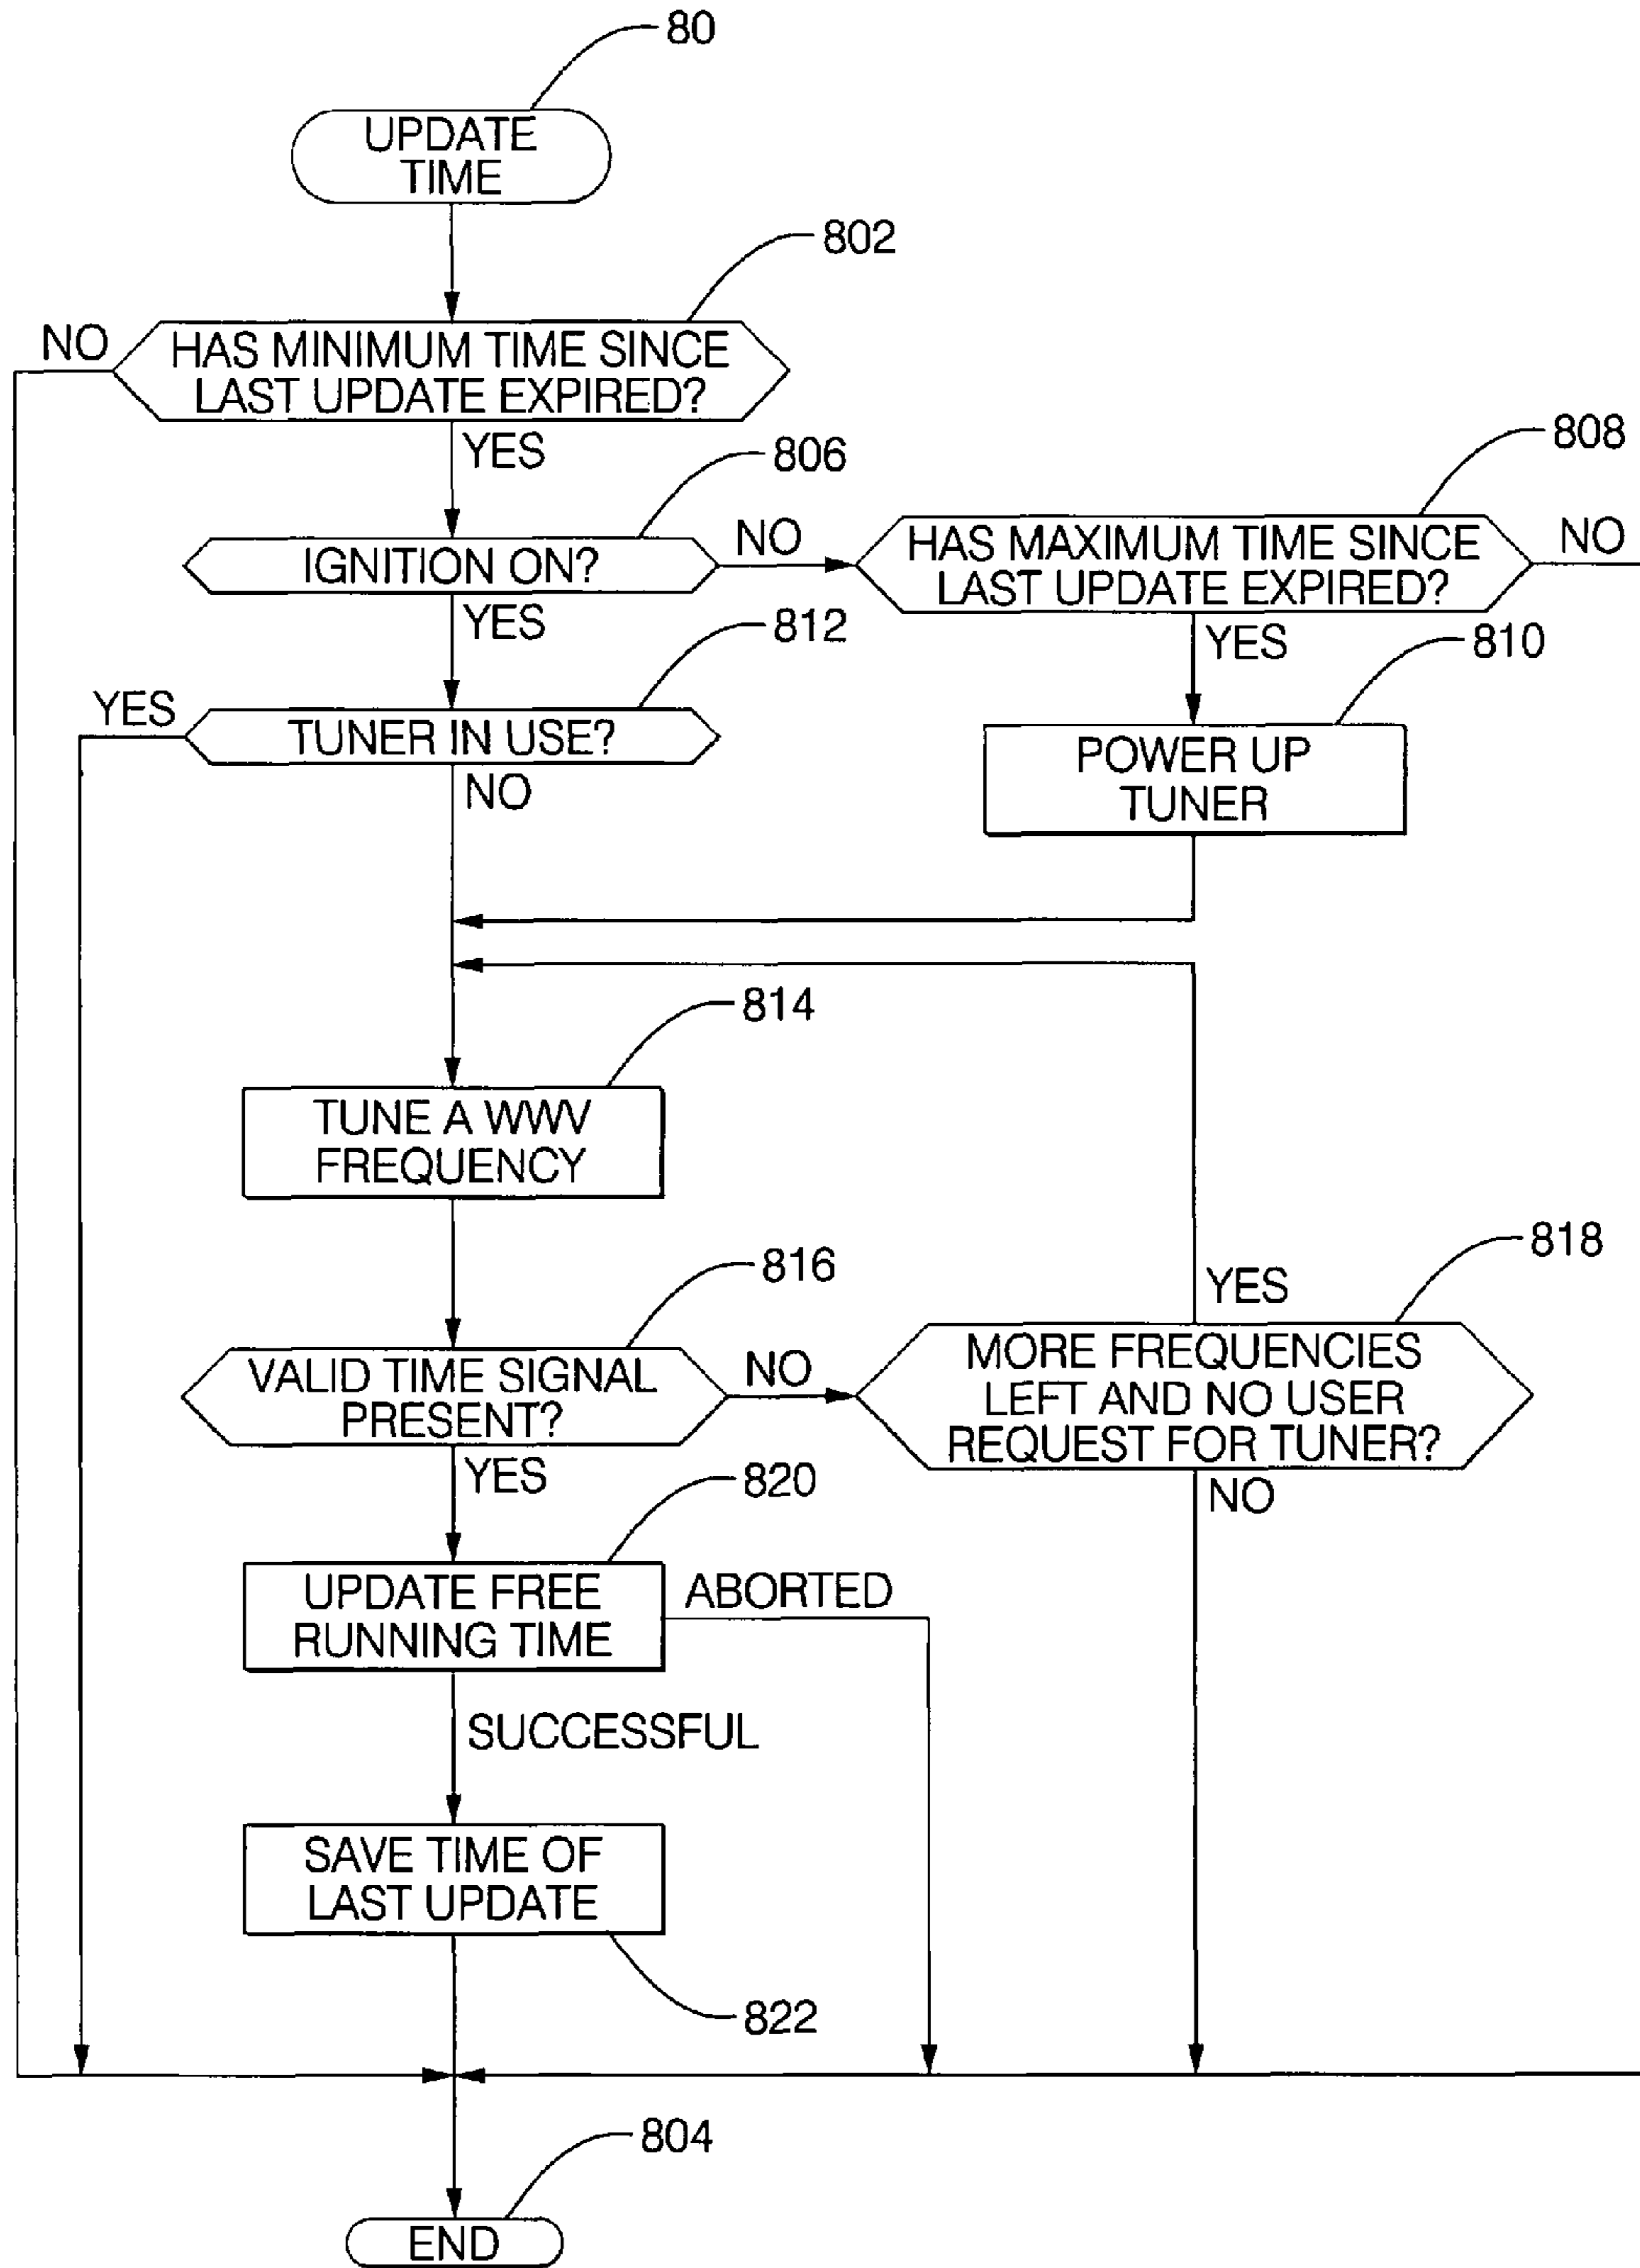 80
UPDATE
TIME
802
NO
HAS MINIMUM TIME SINCE
LAST UPDATE EXPIRED?
YES
806
808
IGNITION ON?
NO
HAS MAXIMUM TIME SINCE
LAST UPDATE EXPIRED?
NO
YES
812
YES
810
YES
TUNER IN USE?
NO
POWER UP
TUNER
814
TUNE A WWV
FREQUENCY
816
818
YES
VALID TIME SIGNAL
PRESENT?
NO
MORE FREQUENCIES
LEFT AND NO USER
REQUEST FOR TUNER?
YES
820
NO
UPDATE FREE
RUNNING TIME
ABORTED
SUCCESSFUL
SAVE TIME OF
LAST UPDATE
822
804
END